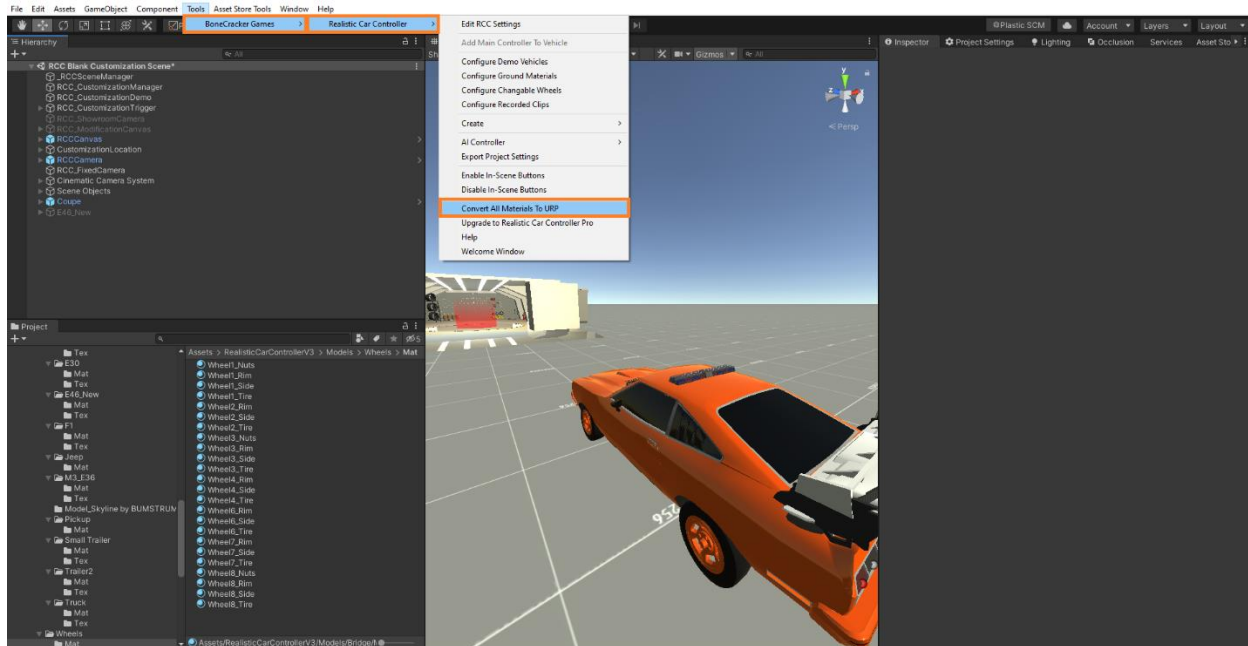 File Edit Assets GameObject Component Tools Asset Store Tools Window Help
BoneCracker Games > Realistic Car Controller >
Plastic SCM Account Layers Layout
Hierarchy
All
RCC Blank Customization Scene*
_RCCSceneManager
RCC_CustomizationManager
RCC_CustomizationDemo
RCC_CustomizationTrigger
RCC_ShowroomCamera
RCC_ModificationCanvas
RCCCanvas
CustomizationLocation
RCCCamera
RCC_FixedCamera
Cinematic Camera System
Scene Objects
Coupe
E46_New
Edit RCC Settings
Add Main Controller To Vehicle
Configure Demo Vehicles
Configure Ground Materials
Configure Changable Wheels
Configure Recorded Clips
Create >
AI Controller >
Export Project Settings
Enable In-Scene Buttons
Disable In-Scene Buttons
Convert All Materials To URP
Upgrade to Realistic Car Controller Pro
Help
Welcome Window
Gizmos All
y
z
Persp
256
Inspector Project Settings Lighting Occlusion Services Asset Sto
Project
Tex
E30
Mat
Tex
E46_New
Mat
Tex
F1
Mat
Tex
Jeep
Mat
M3_E36
Mat
Tex
Model_Skyline by BUMSTRUM
Pickup
Mat
Small Trailer
Mat
Tex
Trailer2
Mat
Tex
Truck
Mat
Tex
Wheels
Mat
Assets > RealisticCarControllerV3 > Models > Wheels > Mat
Wheel1_Nuts
Wheel1_Rim
Wheel1_Side
Wheel1_Tire
Wheel2_Rim
Wheel2_Side
Wheel2_Tire
Wheel3_Nuts
Wheel3_Rim
Wheel3_Side
Wheel3_Tire
Wheel4_Rim
Wheel4_Side
Wheel4_Tire
Wheel6_Rim
Wheel6_Side
Wheel6_Tire
Wheel7_Rim
Wheel7_Side
Wheel7_Tire
Wheel8_Nuts
Wheel8_Rim
Wheel8_Side
Wheel8_Tire
Assets/RealisticCarControllerV3/Models/Bridge/